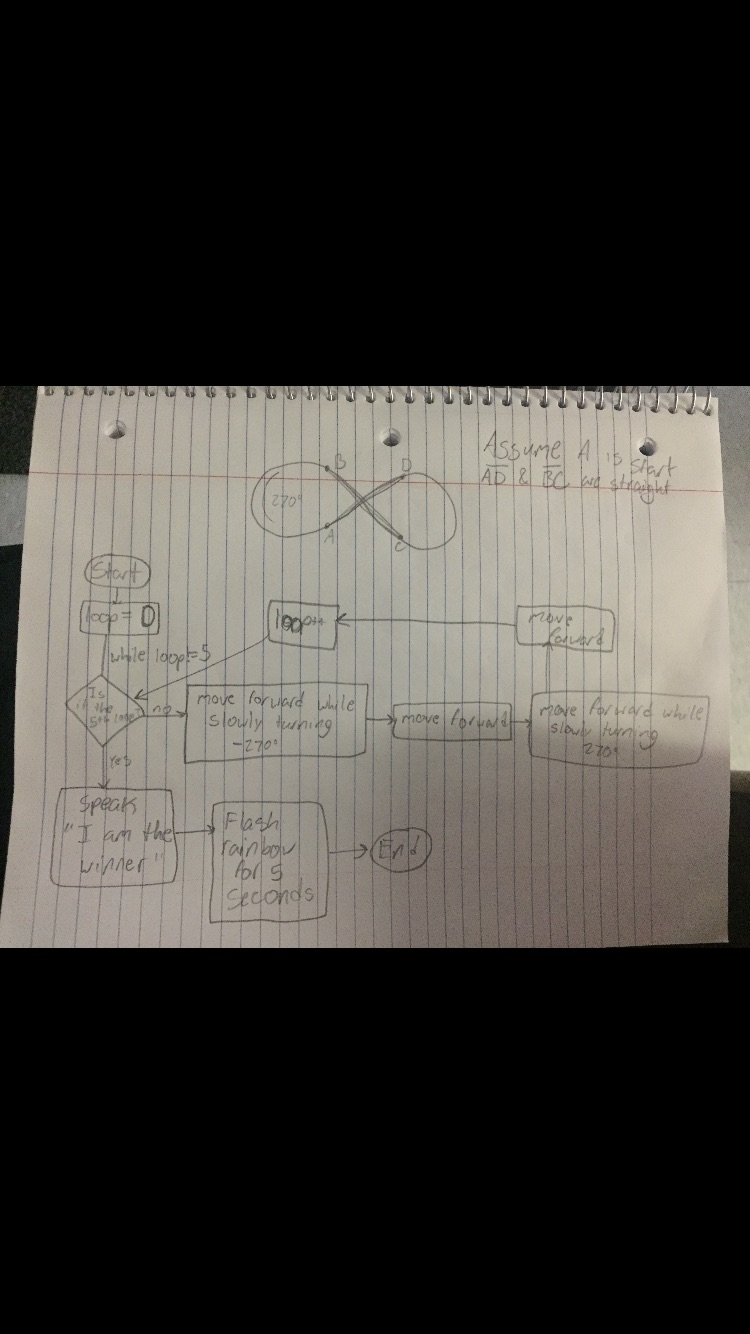 Assume A is start
AD & BC are straight
B
D
270°
A
C
Start
loop = 0
while loop!=5
loop++
move
forward
Is
it the
5th loop?
no
move forward while
slowly turning
-270°
move forward
move forward while
slowly turning
270°
Yes
Speak
"I am the
winner"
Flash
rainbow
for 5
Seconds
End